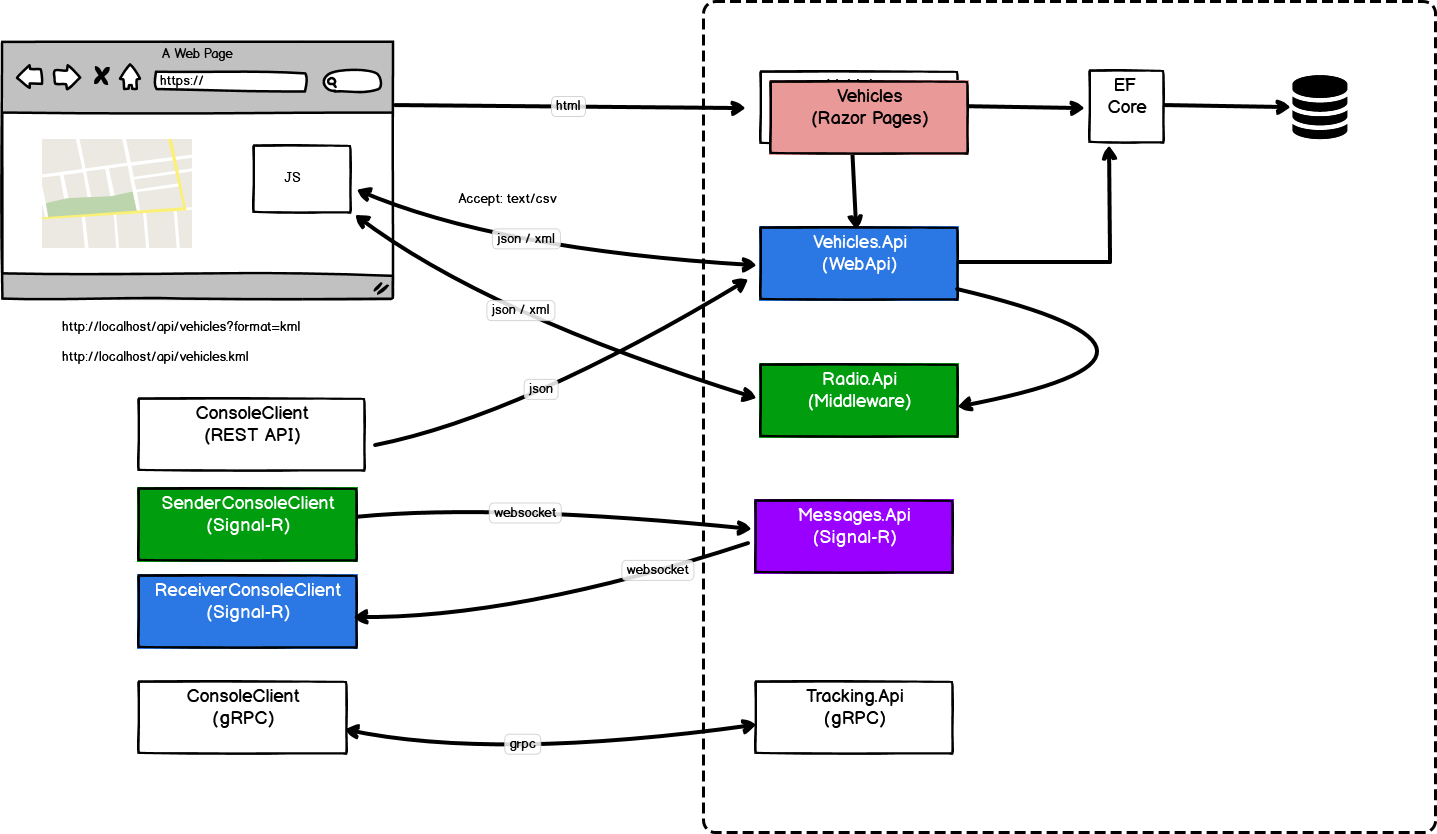 A Web Page
https://
html
Vehicles
(Razor Pages)
EF
Core
JS
Accept: text/csv
json / xml
Vehicles.Api
(WebApi)
json / xml
http://localhost/api/vehicles?format=kml
http://localhost/api/vehicles.kml
json
Radio.Api
(Middleware)
ConsoleClient
(REST API)
SenderConsoleClient
(Signal-R)
websocket
Messages.Api
(Signal-R)
websocket
ReceiverConsoleClient
(Signal-R)
ConsoleClient
(gRPC)
grpc
Tracking.Api
(gRPC)